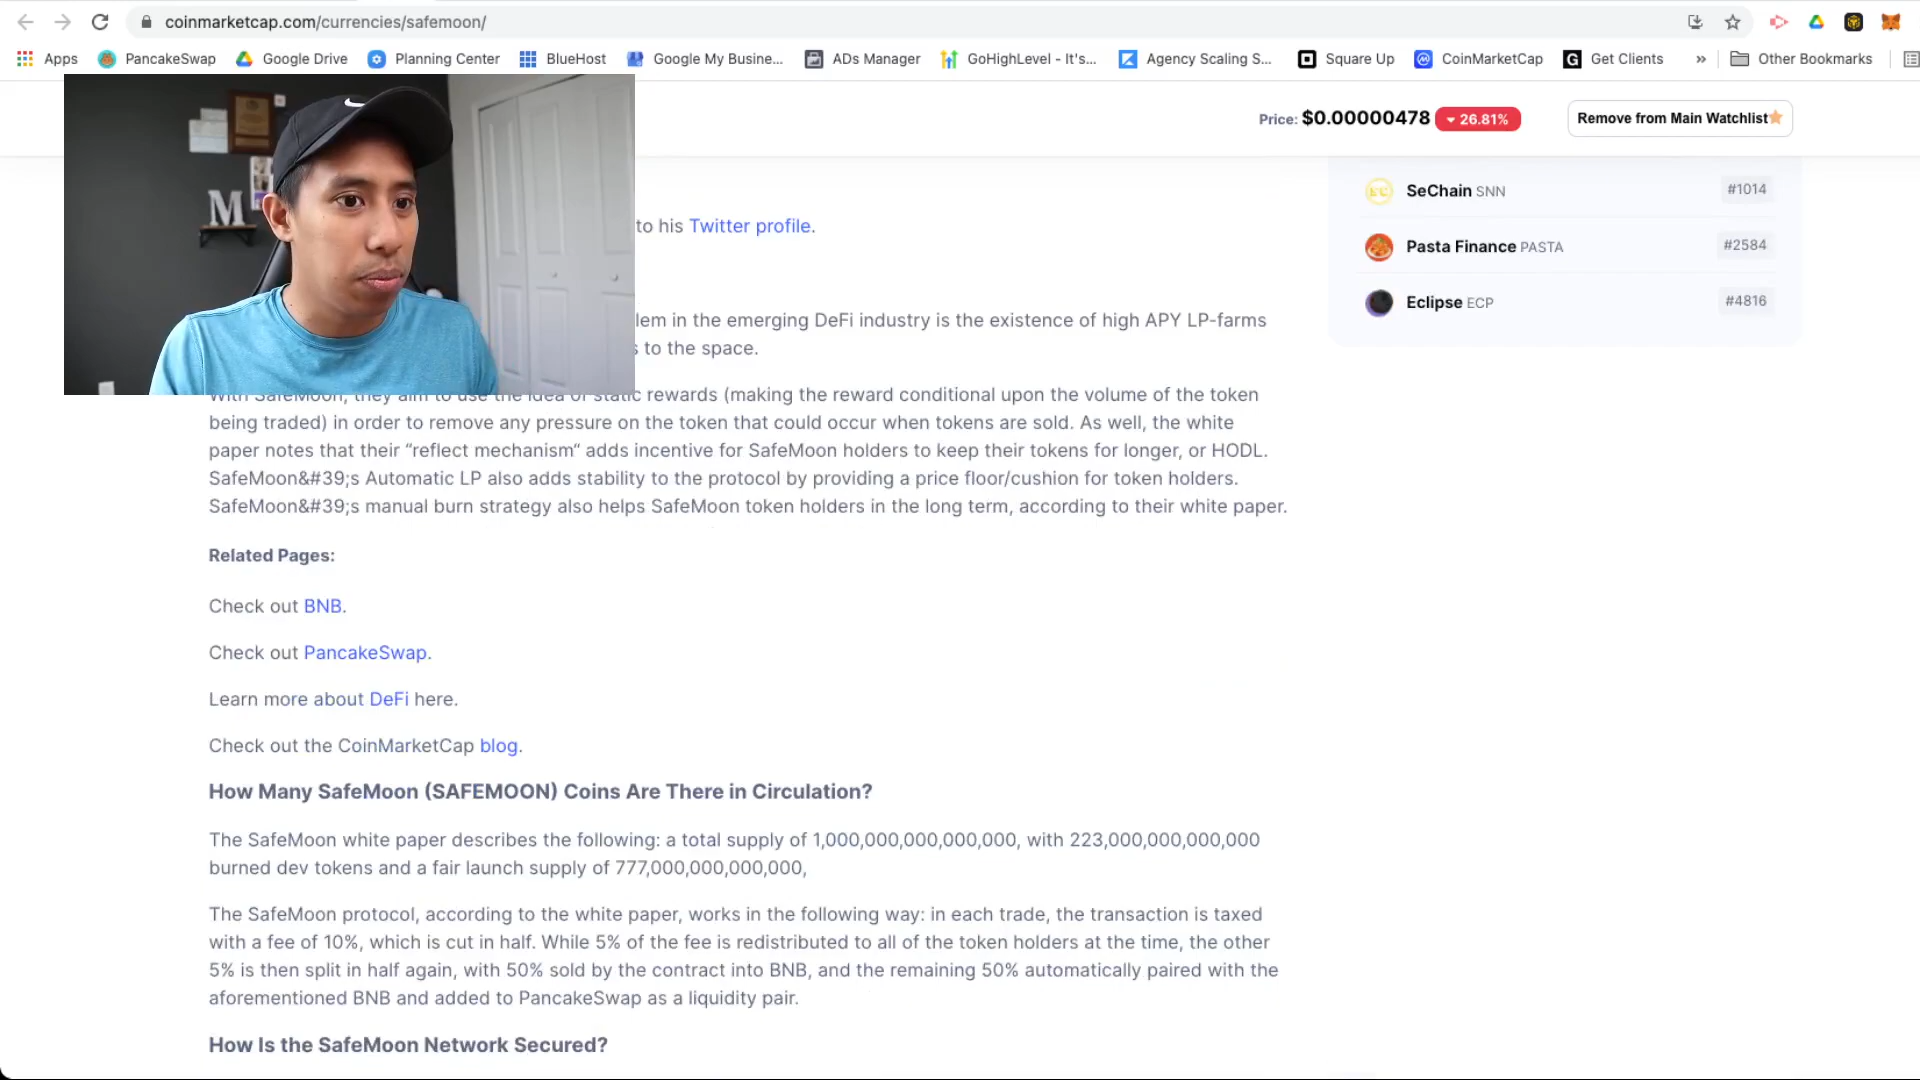 coinmarketcap.com/currencies/safemoon/
Apps PancakeSwap Google Drive Planning Center BlueHost Google My Busine... ADs Manager GoHighLevel - It's... Agency Scaling S... Square Up CoinMarketCap Get Clients » Other Bookmarks
Price: $0.00000478 26.81% Remove from Main Watchlist
SeChain SNN #1014
to his Twitter profile.
Pasta Finance PASTA #2584
Eclipse ECP #4816
lem in the emerging DeFi industry is the existence of high APY LP-farms
s to the space.
With SafeMoon, they aim to use the idea of static rewards (making the reward conditional upon the volume of the token
being traded) in order to remove any pressure on the token that could occur when tokens are sold. As well, the white
paper notes that their “reflect mechanism“ adds incentive for SafeMoon holders to keep their tokens for longer, or HODL.
SafeMoon&#39;s Automatic LP also adds stability to the protocol by providing a price floor/cushion for token holders.
SafeMoon&#39;s manual burn strategy also helps SafeMoon token holders in the long term, according to their white paper.
Related Pages:
Check out BNB.
Check out PancakeSwap.
Learn more about DeFi here.
Check out the CoinMarketCap blog.
How Many SafeMoon (SAFEMOON) Coins Are There in Circulation?
The SafeMoon white paper describes the following: a total supply of 1,000,000,000,000,000, with 223,000,000,000,000
burned dev tokens and a fair launch supply of 777,000,000,000,000,
The SafeMoon protocol, according to the white paper, works in the following way: in each trade, the transaction is taxed
with a fee of 10%, which is cut in half. While 5% of the fee is redistributed to all of the token holders at the time, the other
5% is then split in half again, with 50% sold by the contract into BNB, and the remaining 50% automatically paired with the
aforementioned BNB and added to PancakeSwap as a liquidity pair.
How Is the SafeMoon Network Secured?
M